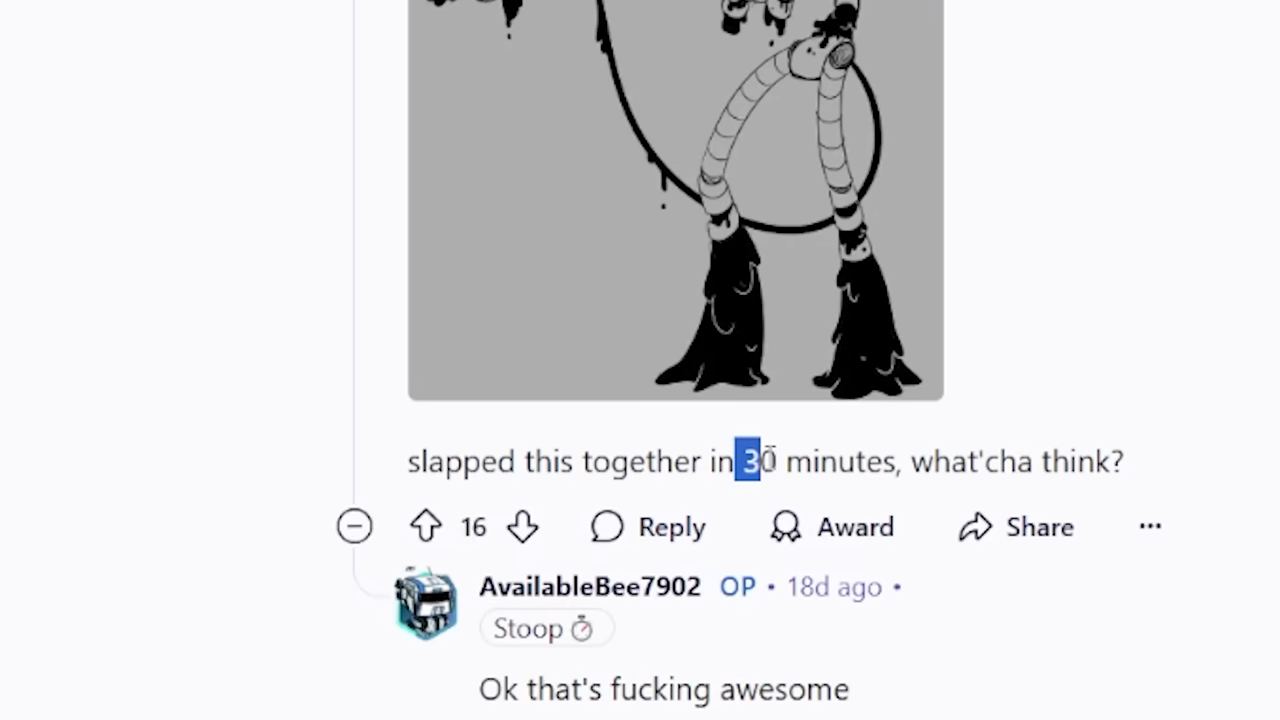 slapped this together in 30 minutes, what'cha think?
16 Reply Award Share ...
AvailableBee7902 OP • 18d ago •
Stoop
Ok that's fucking awesome